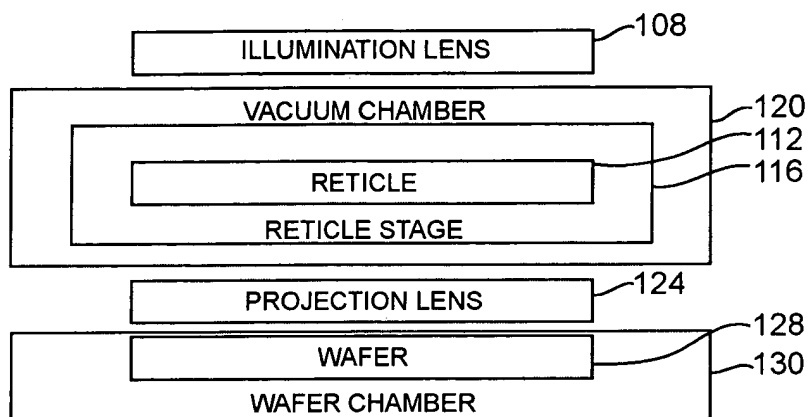 ILLUMINATION LENS
108
VACUUM CHAMBER
120
112
RETICLE
116
RETICLE STAGE
PROJECTION LENS
124
WAFER
128
130
WAFER CHAMBER